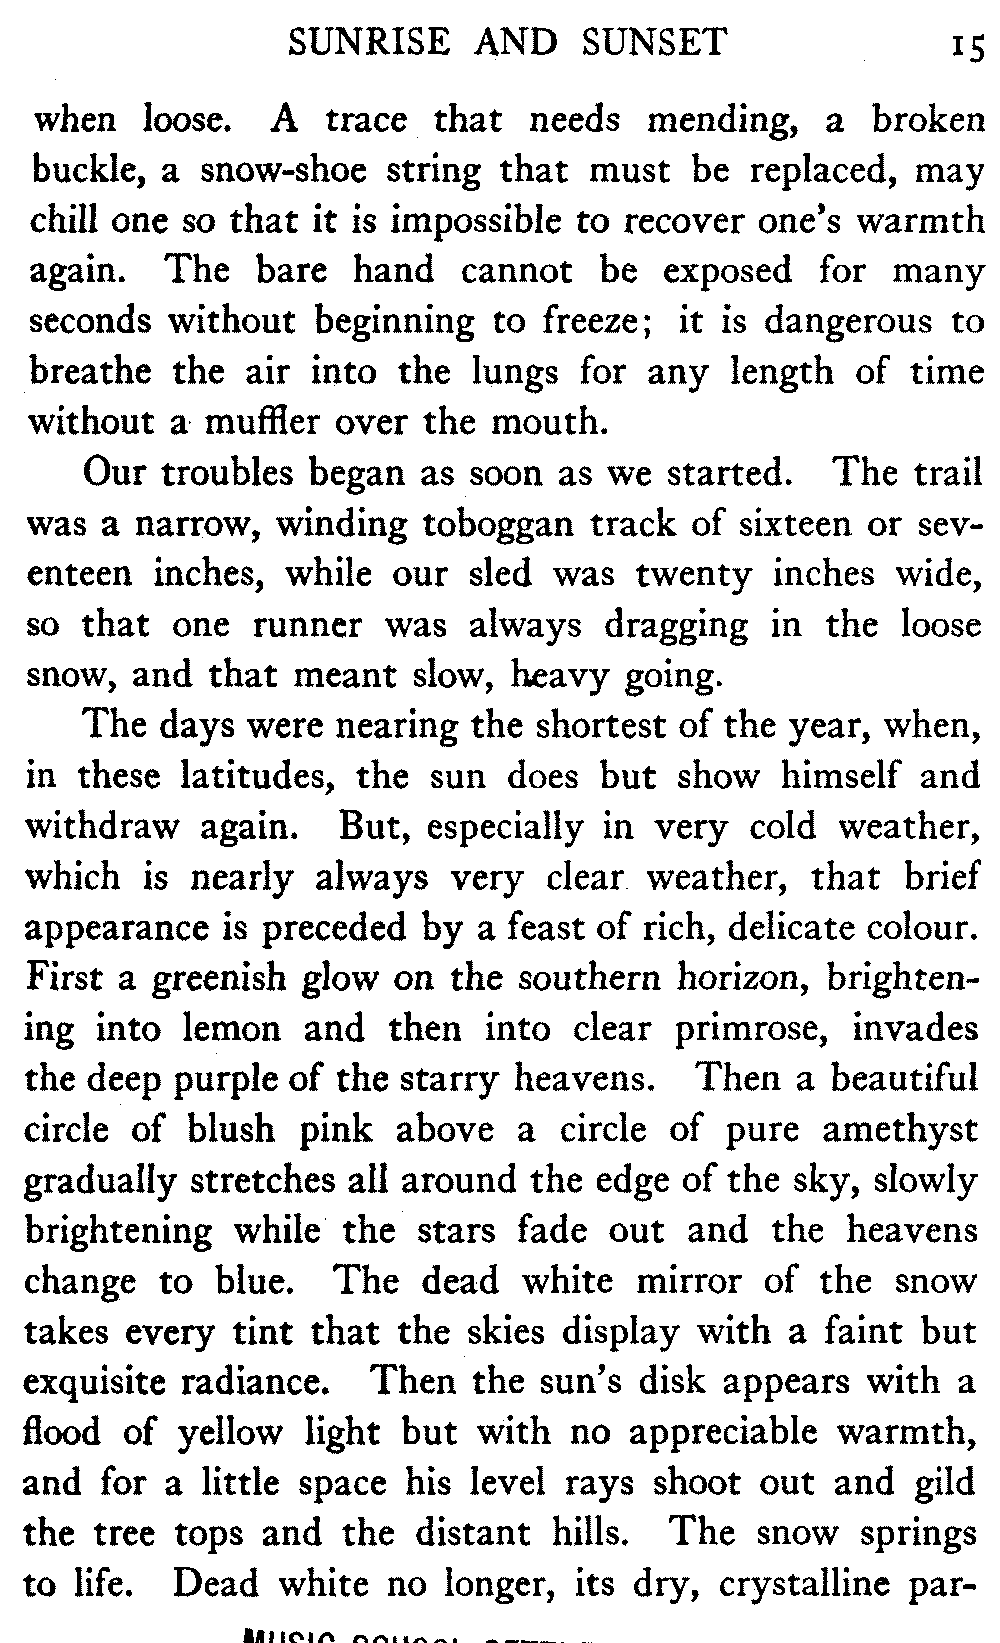 SUNRISE AND SUNSET 15
when loose. A trace that needs mending, a broken
buckle, a snow-shoe string that must be replaced, may
chill one so that it is impossible to recover one's warmth
again. The bare hand cannot be exposed for many
seconds without beginning to freeze; it is dangerous to
breathe the air into the lungs for any length of time
without a muffler over the mouth.
Our troubles began as soon as we started. The trail
was a narrow, winding toboggan track of sixteen or sev-
enteen inches, while our sled was twenty inches wide,
so that one runner was always dragging in the loose
snow, and that meant slow, heavy going.
The days were nearing the shortest of the year, when,
in these latitudes, the sun does but show himself and
withdraw again. But, especially in very cold weather,
which is nearly always very clear weather, that brief
appearance is preceded by a feast of rich, delicate colour.
First a greenish glow on the southern horizon, brighten-
ing into lemon and then into clear primrose, invades
the deep purple of the starry heavens. Then a beautiful
circle of blush pink above a circle of pure amethyst
gradually stretches all around the edge of the sky, slowly
brightening while the stars fade out and the heavens
change to blue. The dead white mirror of the snow
takes every tint that the skies display with a faint but
exquisite radiance. Then the sun's disk appears with a
flood of yellow light but with no appreciable warmth,
and for a little space his level rays shoot out and gild
the tree tops and the distant hills. The snow springs
to life. Dead white no longer, its dry, crystalline par-
MUSIC SCHOOL